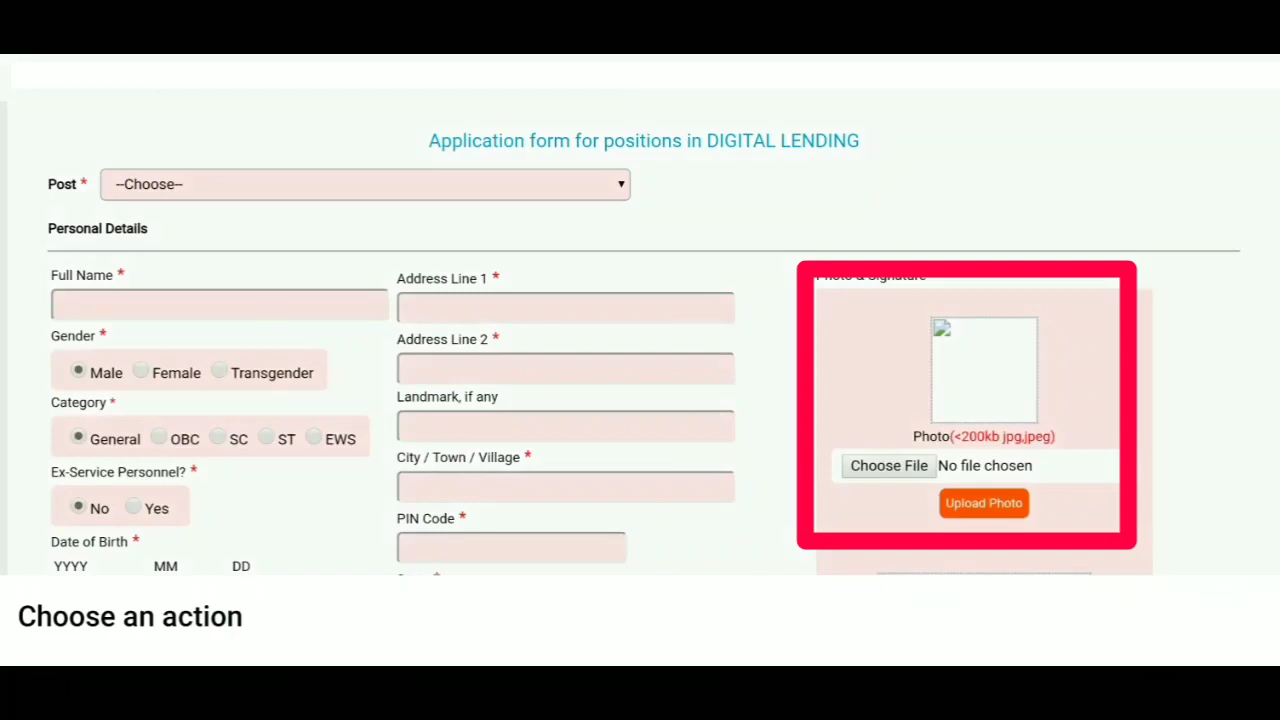 Application form for positions in DIGITAL LENDING
Post * --Choose--
Personal Details
Full Name *
Gender *
Male Female Transgender
Category *
General OBC SC ST EWS
Ex-Service Personnel? *
No Yes
Date of Birth *
YYYY MM DD
Address Line 1 *
Address Line 2 *
Landmark, if any
City / Town / Village *
PIN Code *
Photo & Signature
Photo(<200kb jpg,jpeg)
Choose File No file chosen
Upload Photo
Choose an action